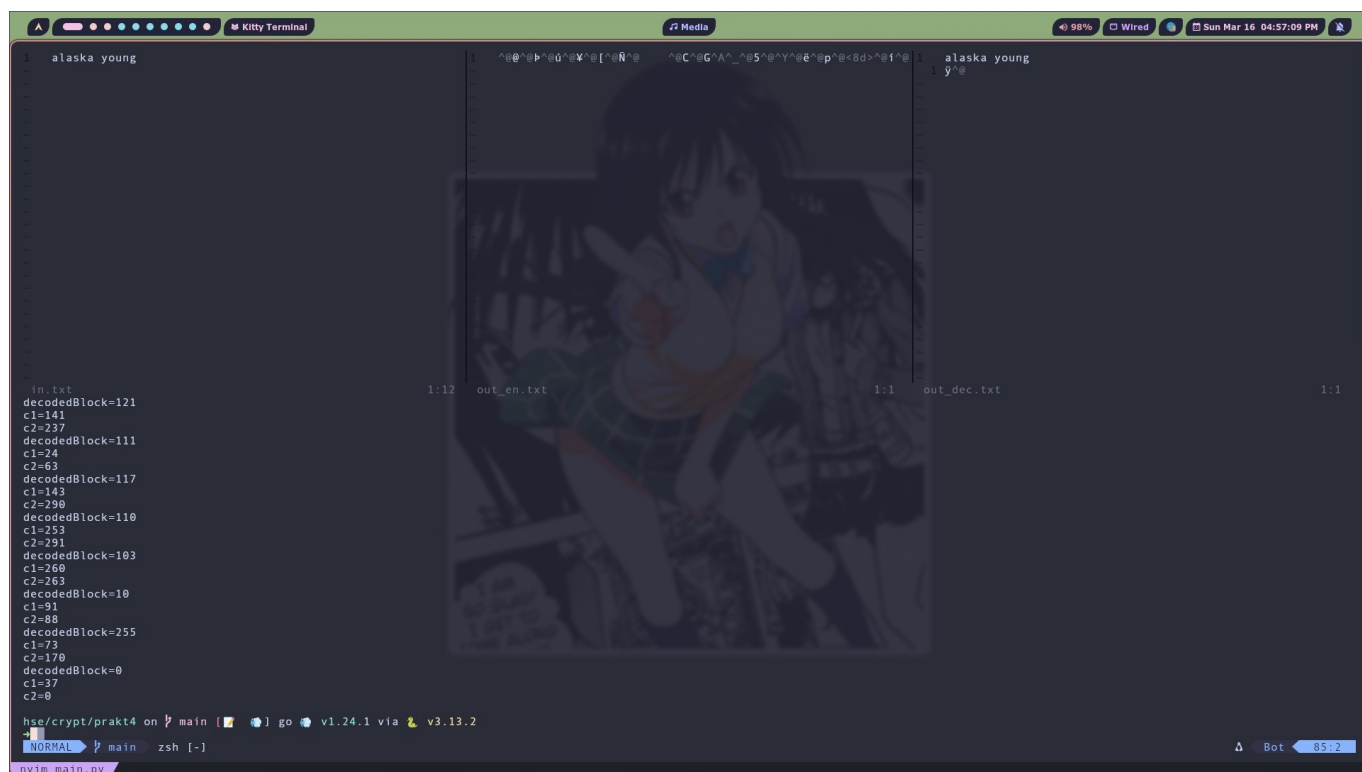 Kitty Terminal
Media
98%
Wired
Sun Mar 16 04:57:09 PM
1 alaska young
1 ^@@^@Þ^@ú^@¥^@[^@Ñ^@ ^@C^@G^A^_^@5^@^Y^@ë^@p^@<8d>^@í^@
1 alaska young
1 ÿ^@
in.txt 1:12
out_en.txt 1:1
out_dec.txt 1:1
decodedBlock=121
c1=141
c2=237
decodedBlock=111
c1=24
c2=63
decodedBlock=117
c1=143
c2=290
decodedBlock=110
c1=253
c2=291
decodedBlock=103
c1=260
c2=263
decodedBlock=10
c1=91
c2=88
decodedBlock=255
c1=73
c2=170
decodedBlock=0
c1=37
c2=0
hse/crypt/prakt4 on main [ ] go v1.24.1 via v3.13.2
➜
NORMAL main zsh [-] Bot 85:2
nvim main.py